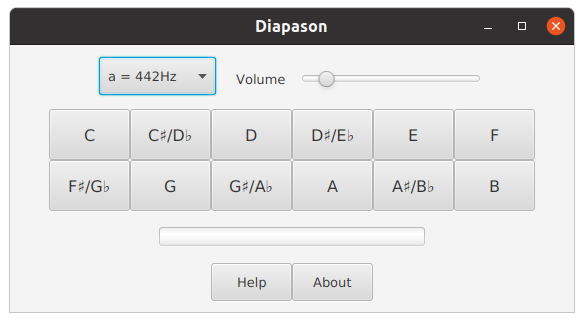 Diapason
a = 442Hz Volume
C C♯/D♭ D D♯/E♭ E F
F♯/G♭ G G♯/A♭ A A♯/B♭ B
Help About